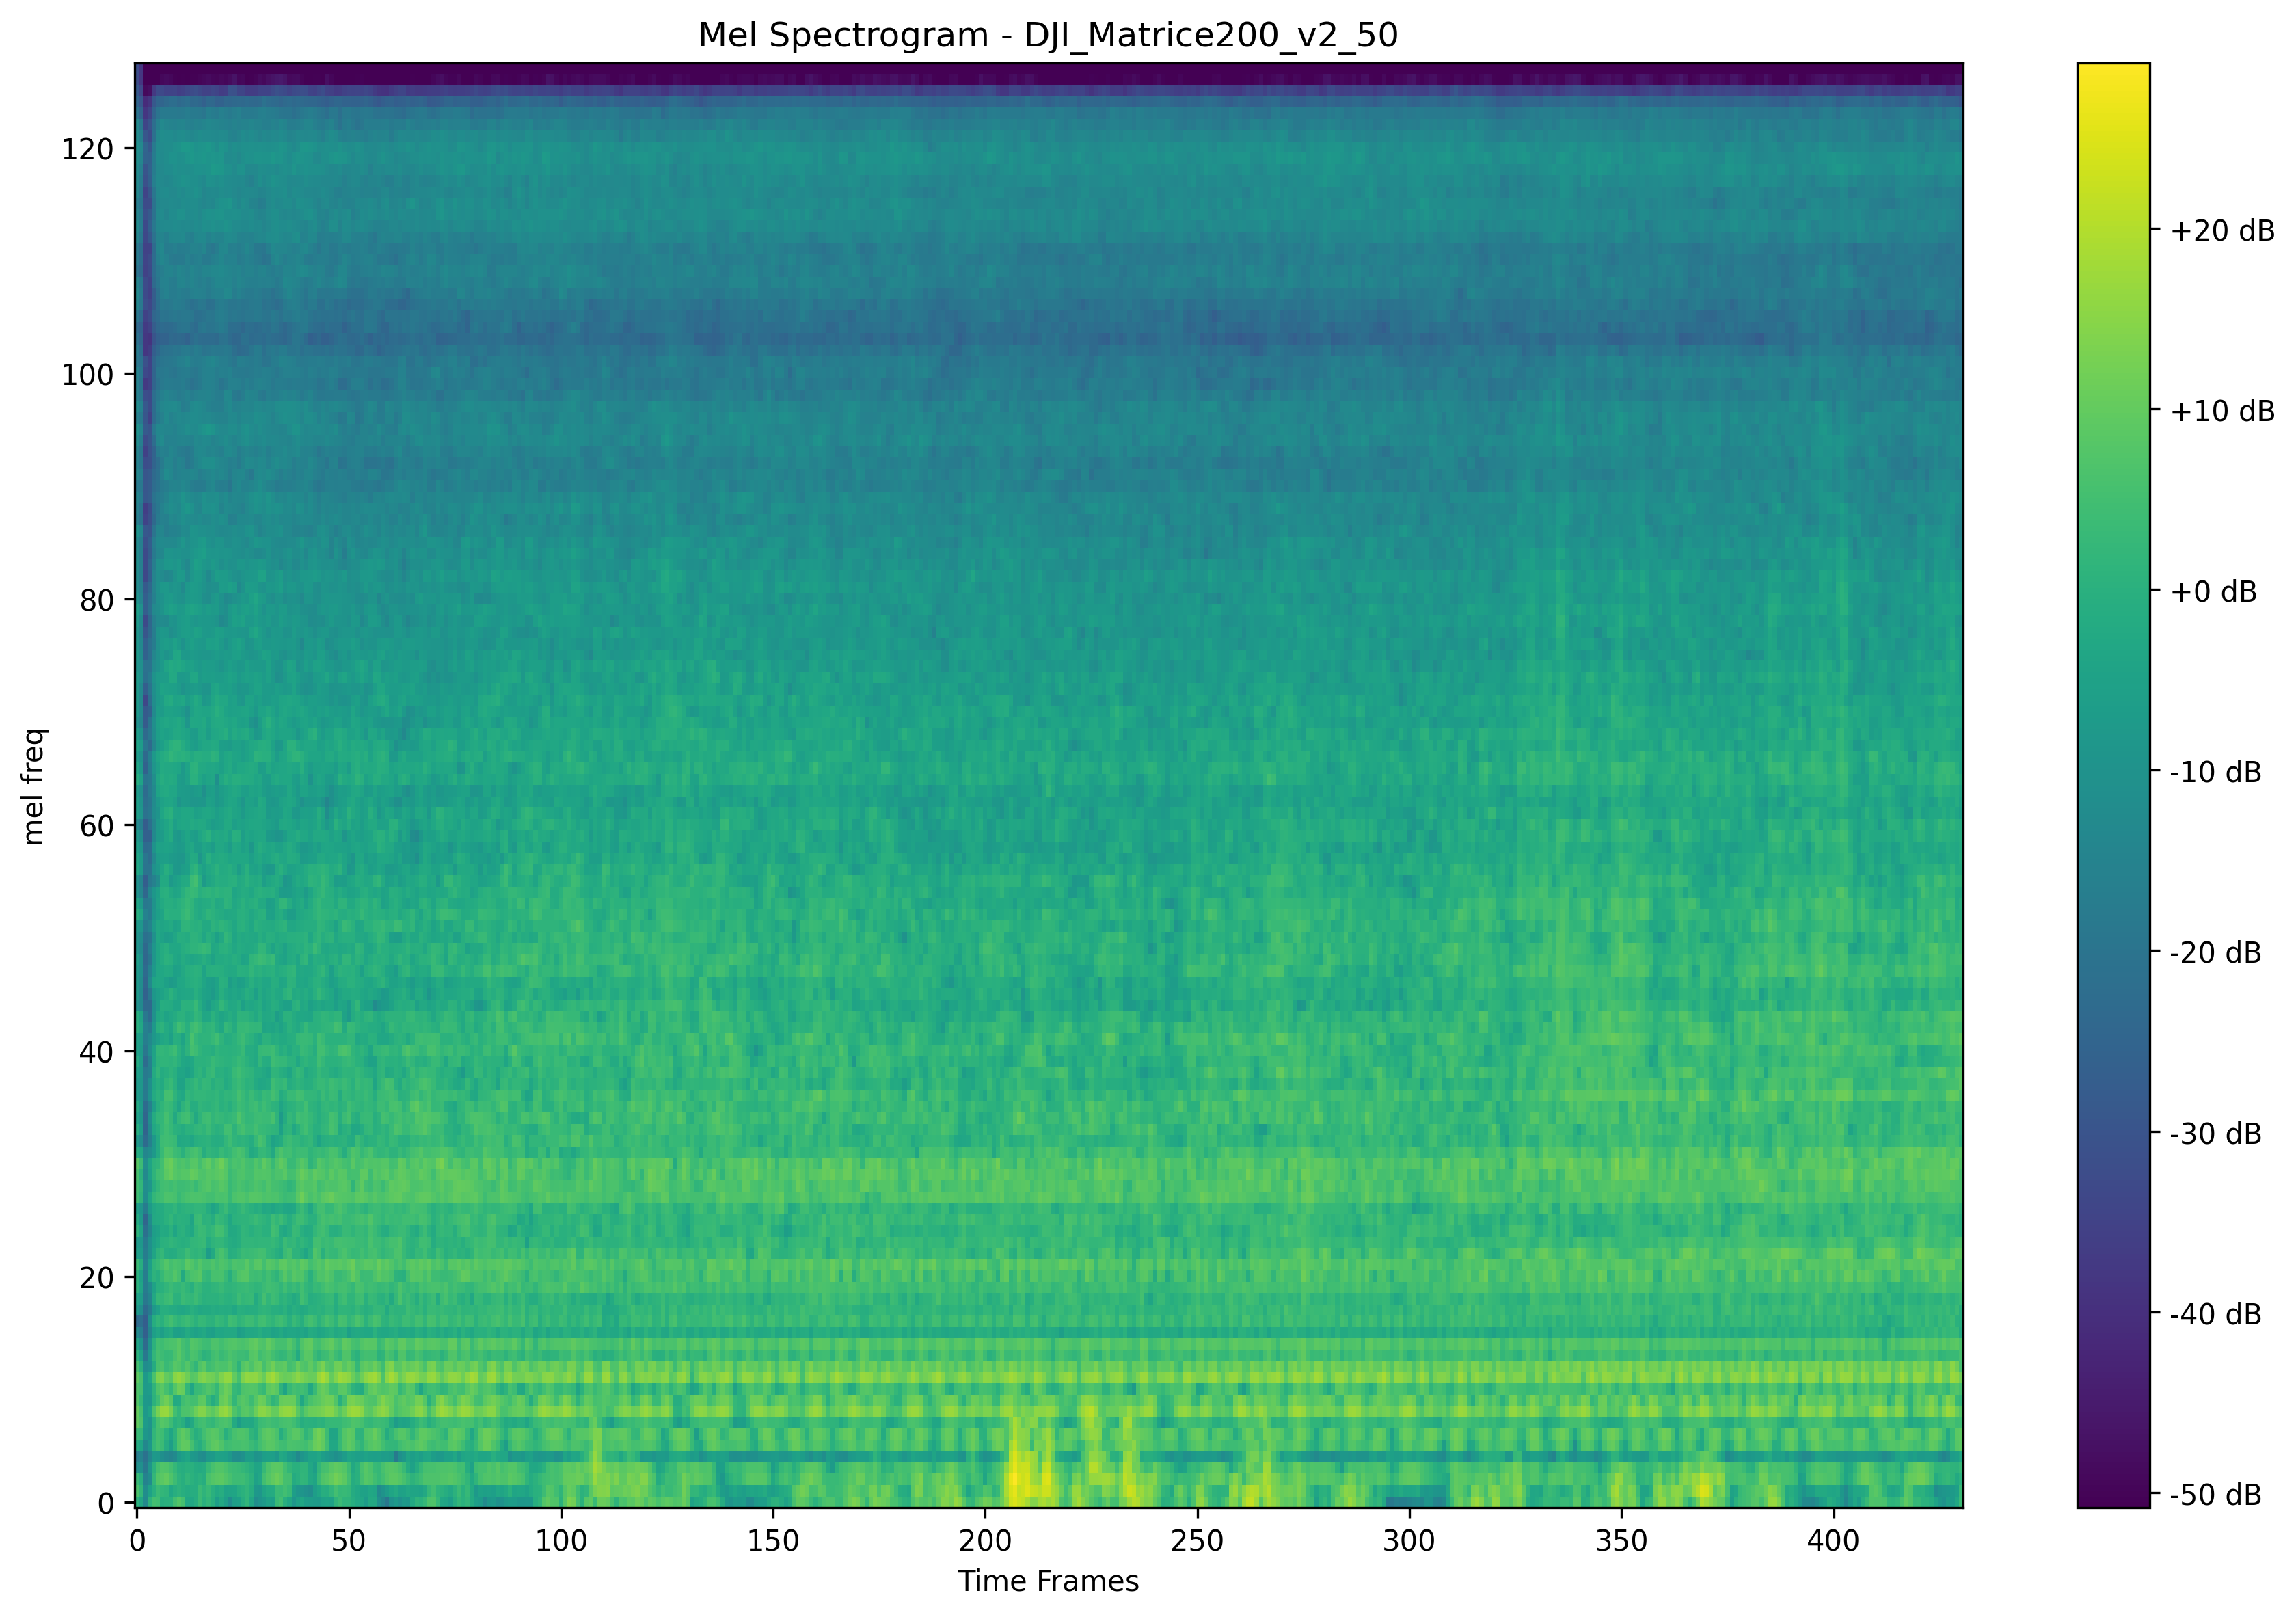 Mel Spectrogram - DJI_Matrice200_v2_50
mel freq
120
100
80
60
40
20
0
0 50 100 150 200 250 300 350 400
Time Frames
+20 dB
+10 dB
+0 dB
-10 dB
-20 dB
-30 dB
-40 dB
-50 dB